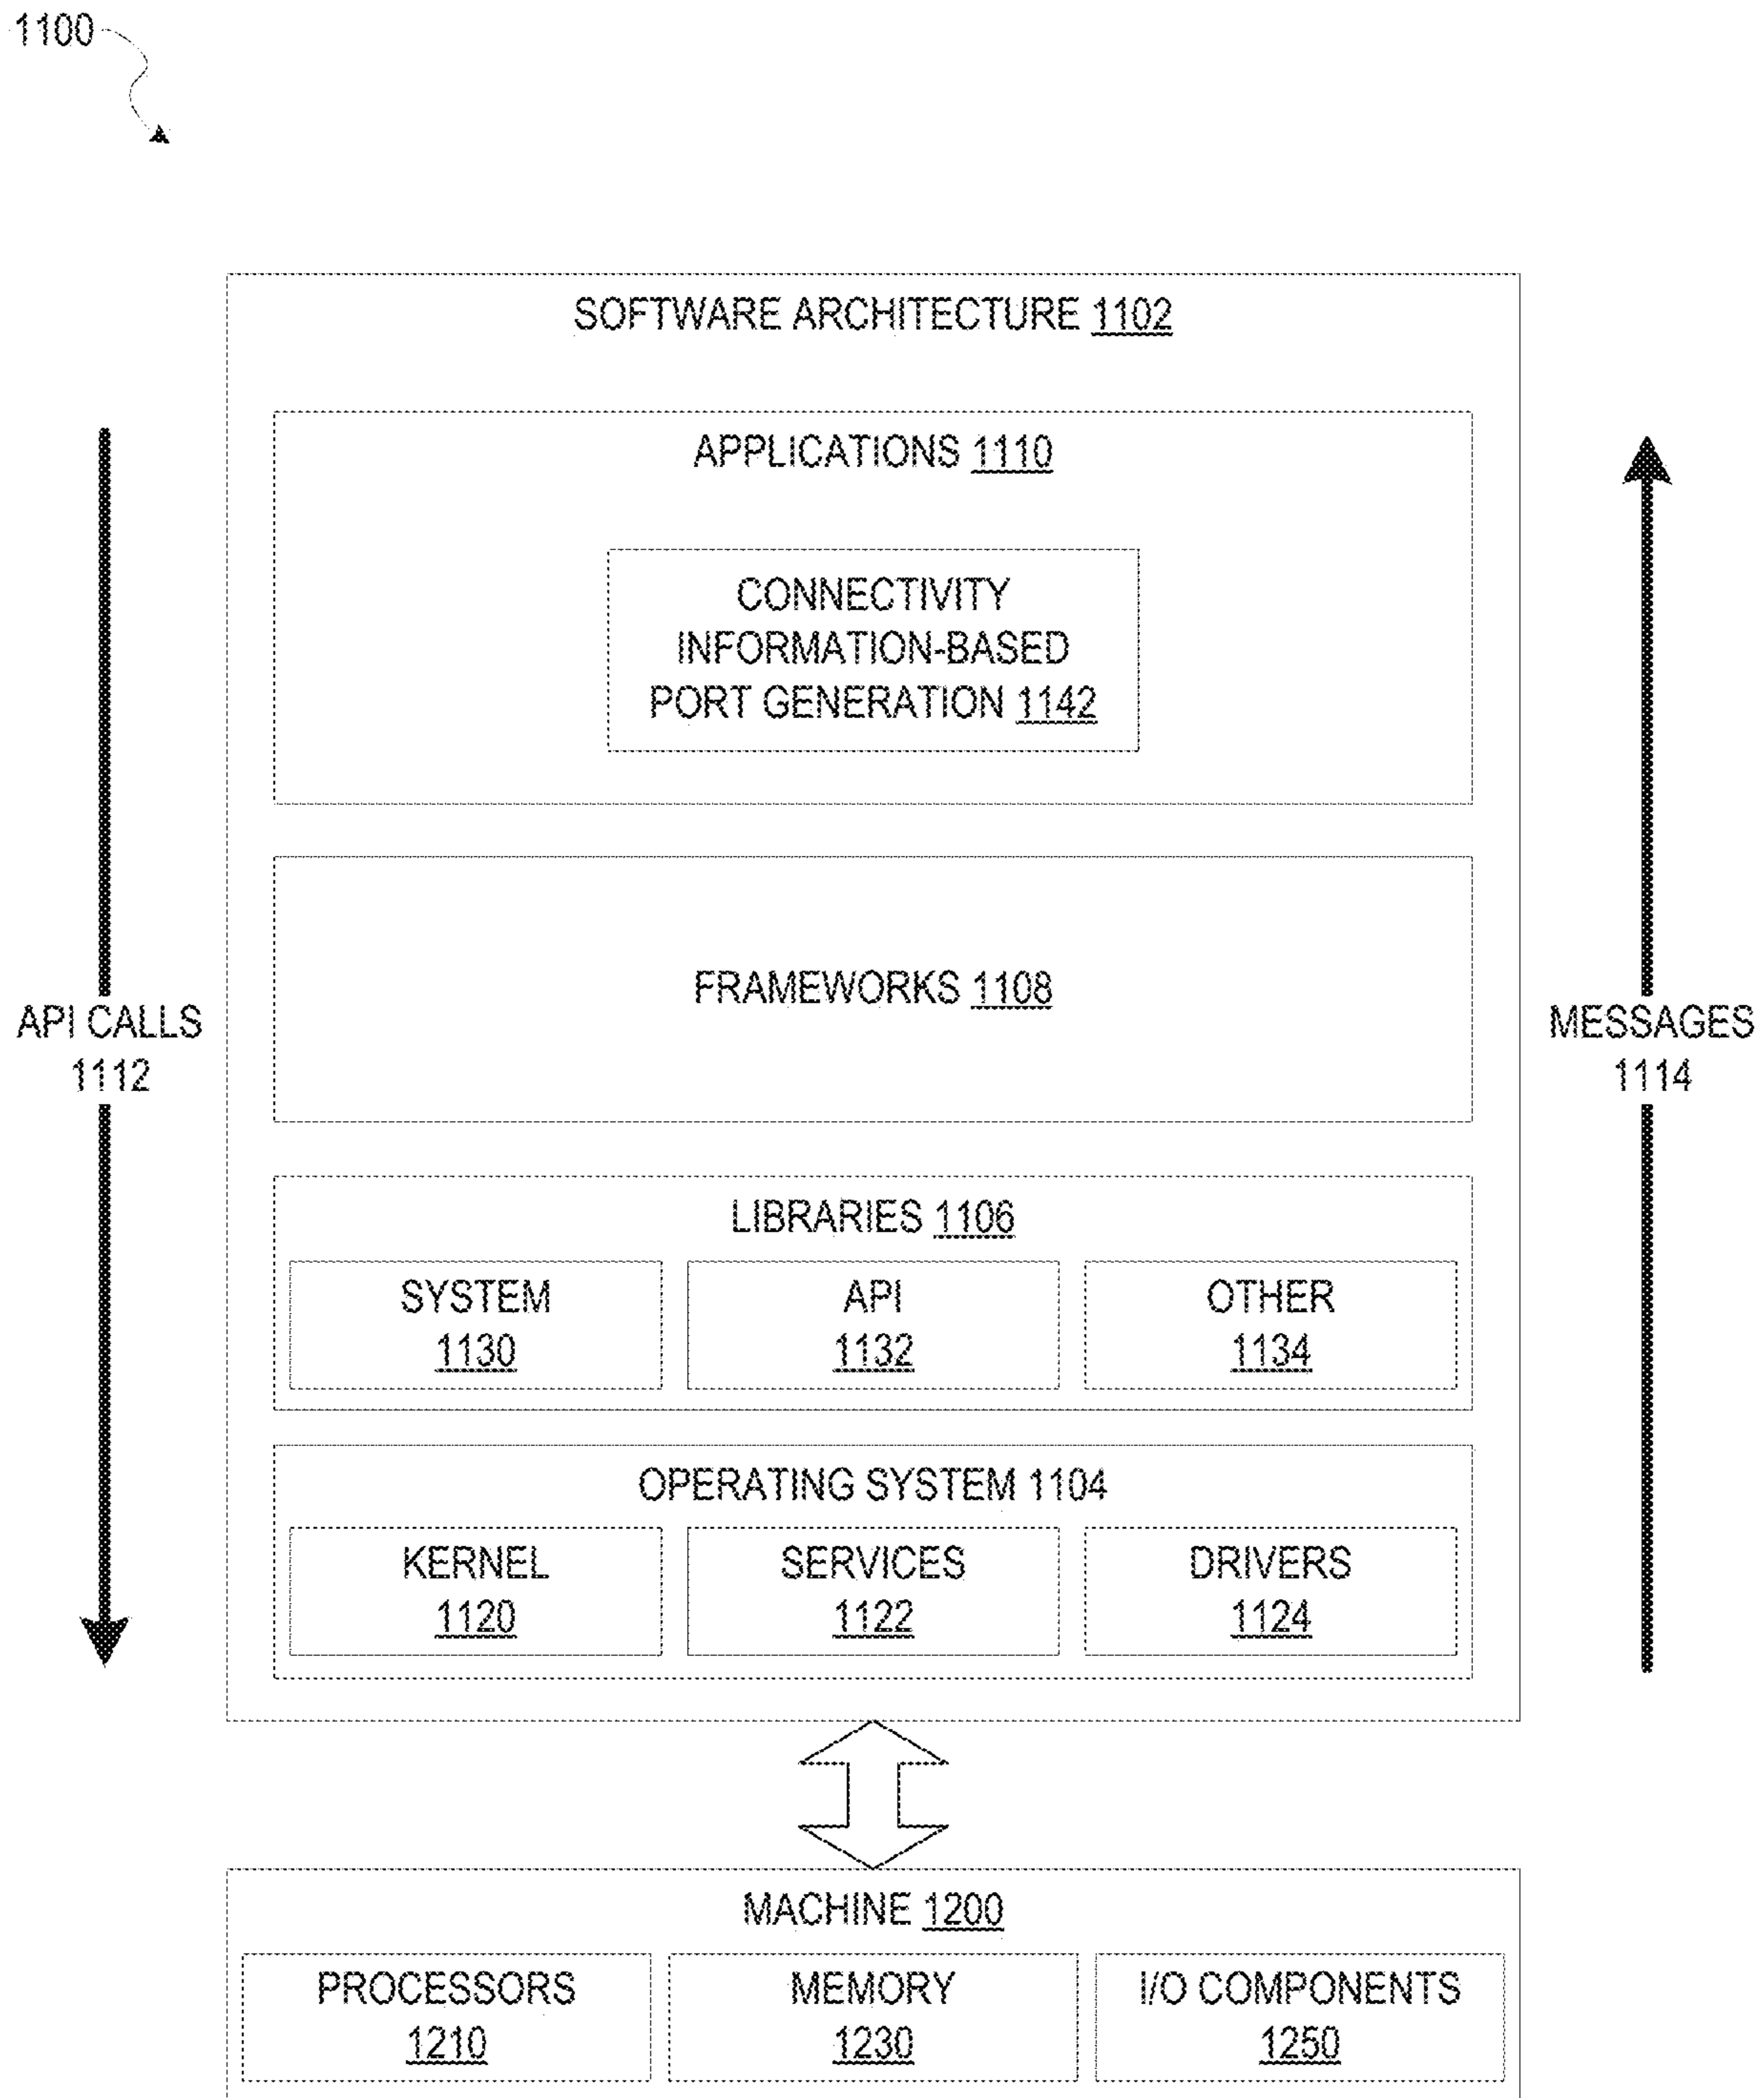 1100
SOFTWARE ARCHITECTURE 1102
APPLICATIONS 1110
CONNECTIVITY
INFORMATION-BASED
PORT GENERATION 1142
FRAMEWORKS 1108
API CALLS
1112
MESSAGES
1114
LIBRARIES 1106
SYSTEM
1130
API
1132
OTHER
1134
OPERATING SYSTEM 1104
KERNEL
1120
SERVICES
1122
DRIVERS
1124
MACHINE 1200
PROCESSORS
1210
MEMORY
1230
I/O COMPONENTS
1250